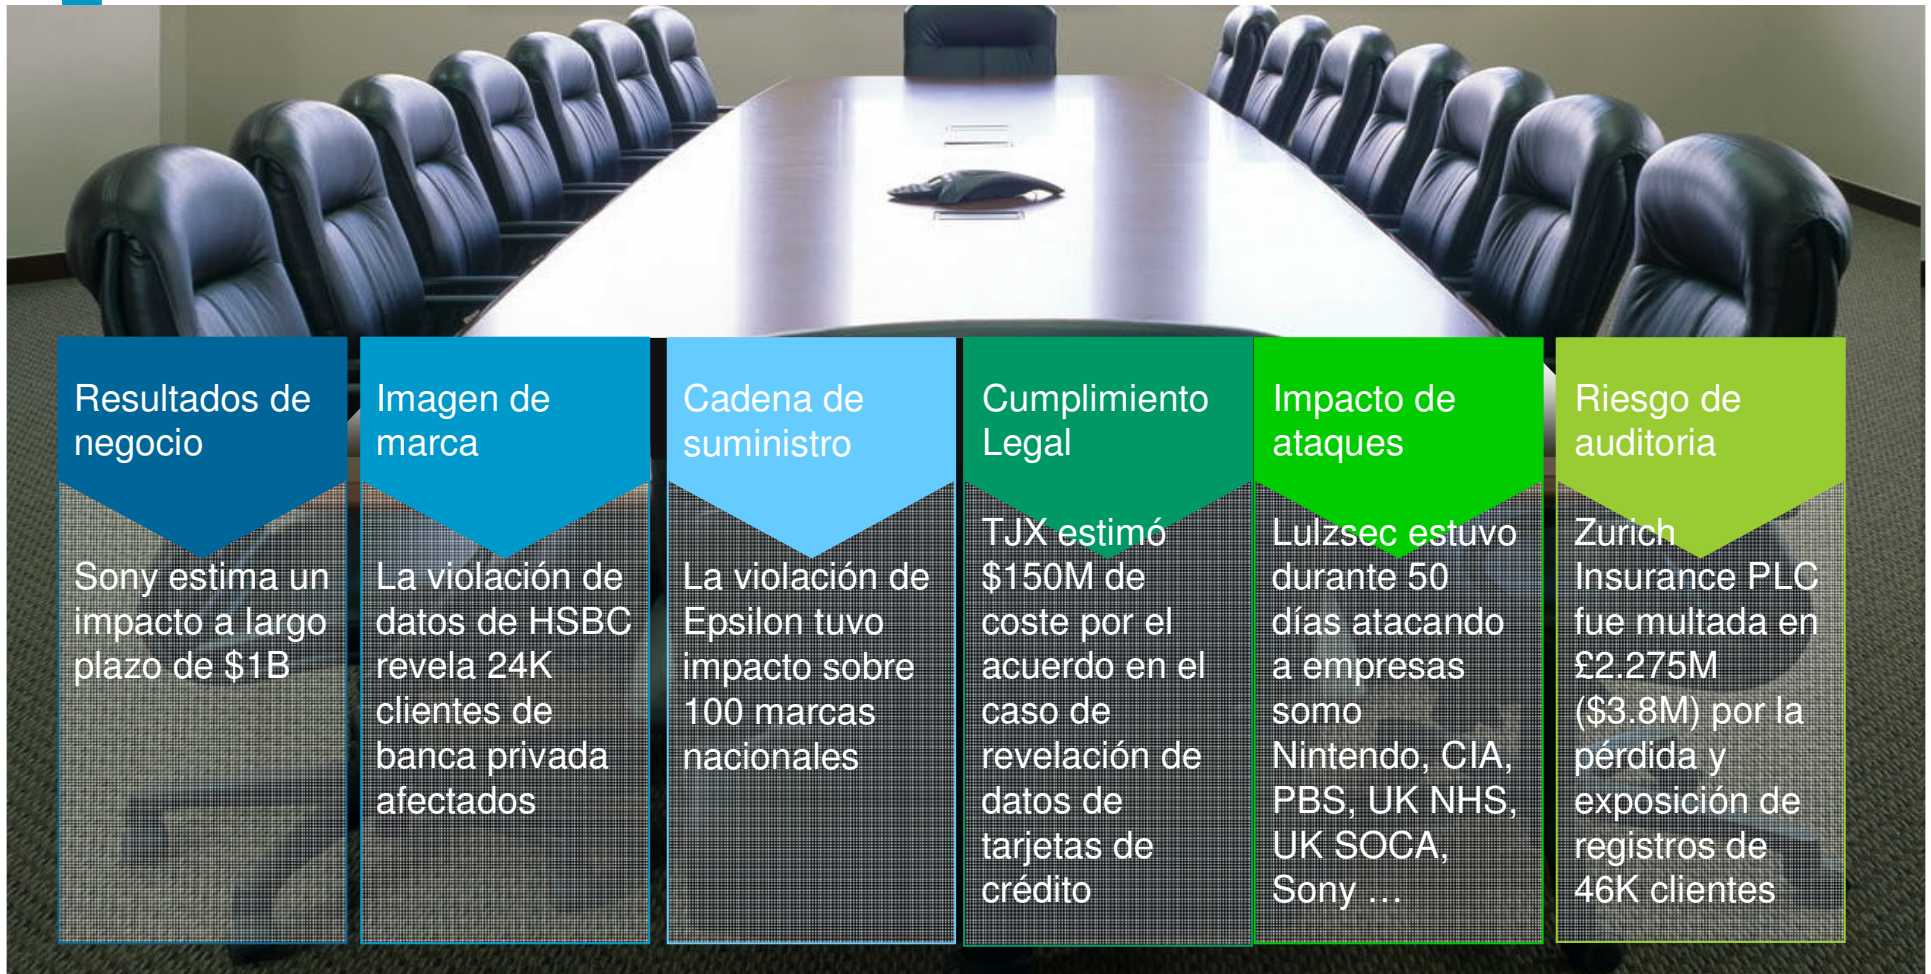 Resultados de
negocio
Sony estima un
impacto a largo
plazo de $1B
Imagen de
marca
La violación de
datos de HSBC
revela 24K
clientes de
banca privada
afectados
Cadena de
suministro
La violación de
Epsilon tuvo
impacto sobre
100 marcas
nacionales
Cumplimiento
Legal
TJX estimó
$150M de
coste por el
acuerdo en el
caso de
revelación de
datos de
tarjetas de
crédito
Impacto de
ataques
Lulzsec estuvo
durante 50
días atacando
a empresas
somo
Nintendo, CIA,
PBS, UK NHS,
UK SOCA,
Sony …
Riesgo de
auditoria
Zurich
Insurance PLC
fue multada en
£2.275M
($3.8M) por la
pérdida y
exposición de
registros de
46K clientes